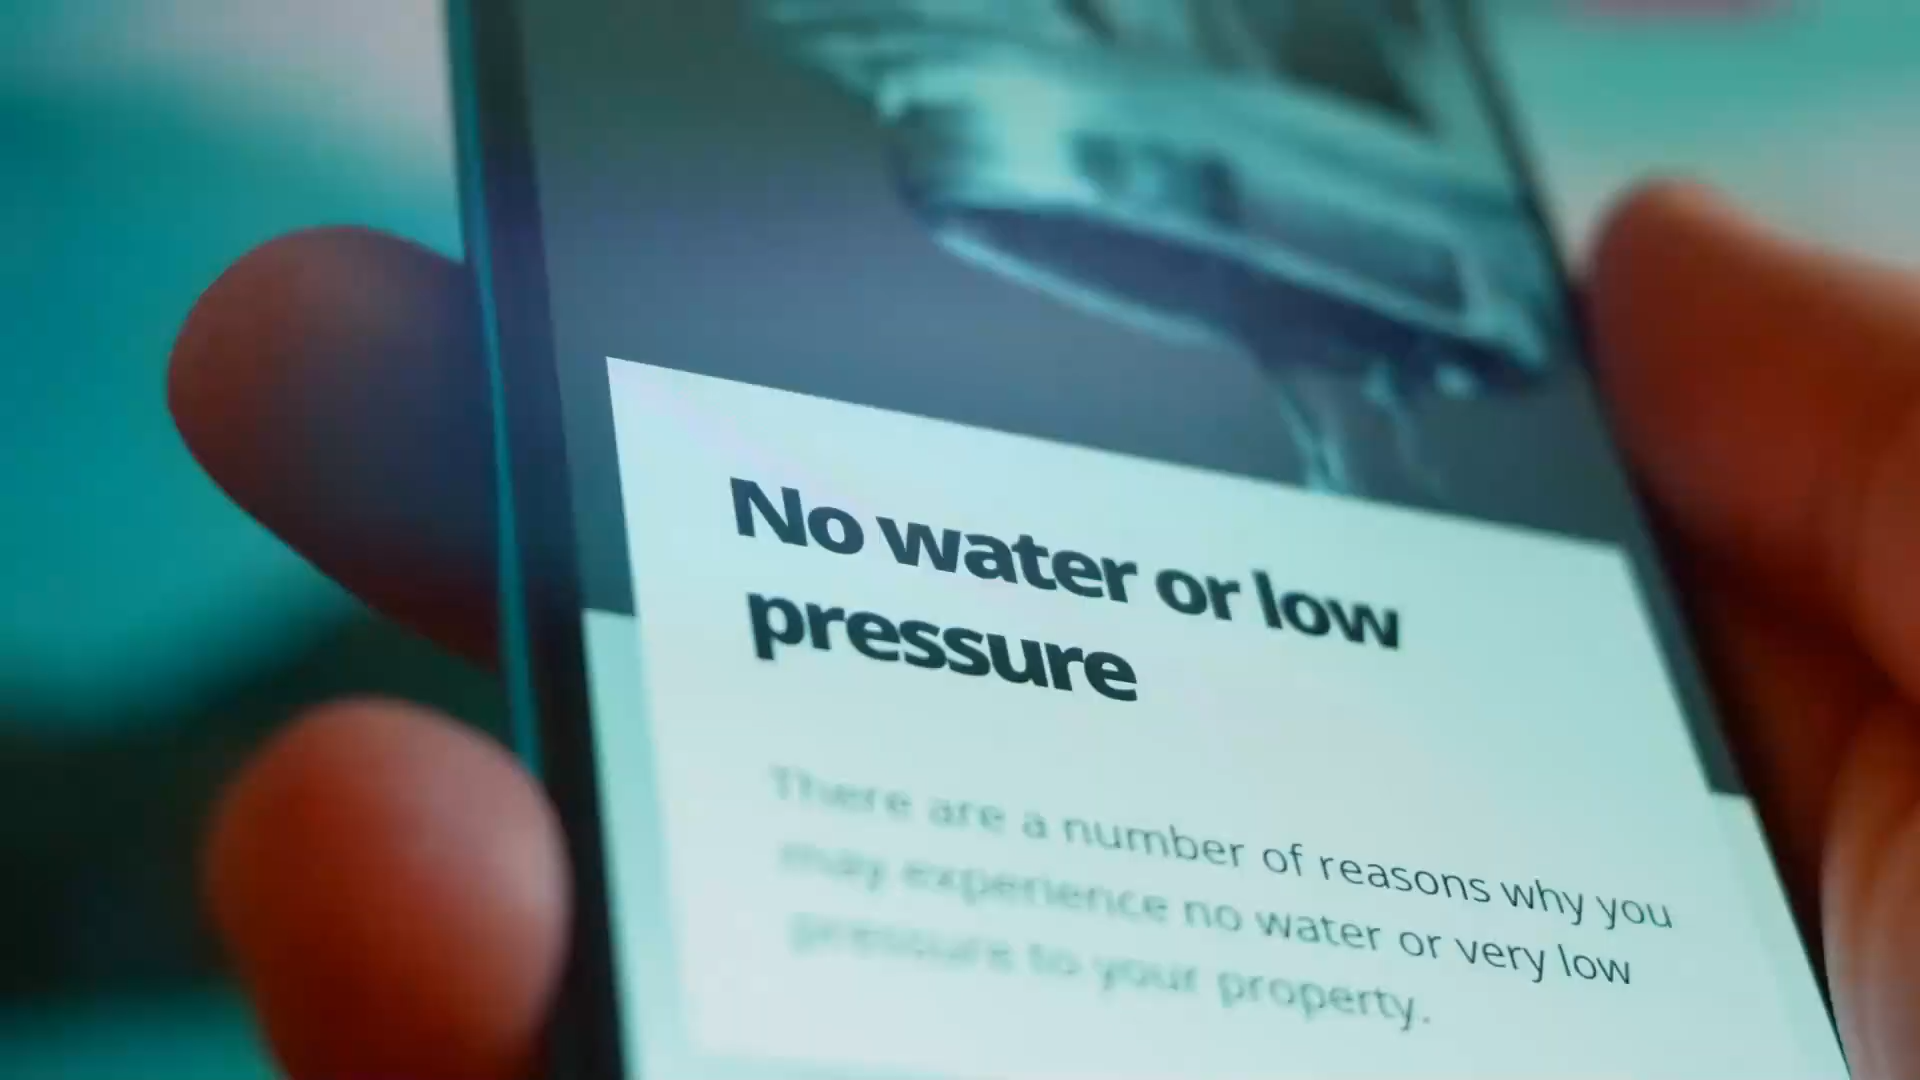 No water or low
pressure
There are a number of reasons why you
may experience no water or very low
pressure to your property.